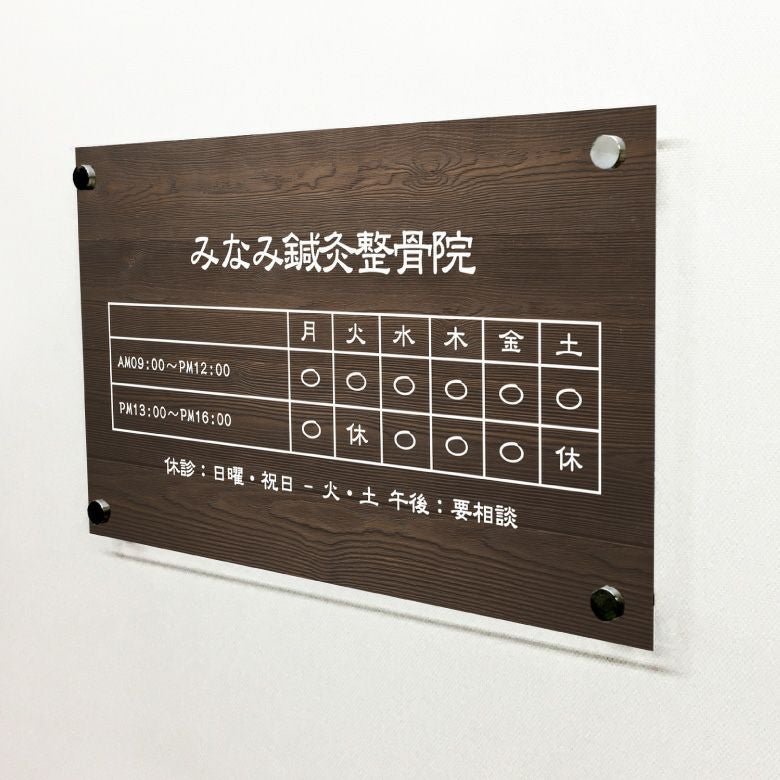 みなみ鍼灸整骨院
月 火 水 木 金 土
AM09:00～PM12:00 ○ ○ ○ ○ ○ ○
PM13:00～PM16:00 ○ 休 ○ ○ ○ 休
休診：日曜・祝日 − 火・土 午後：要相談